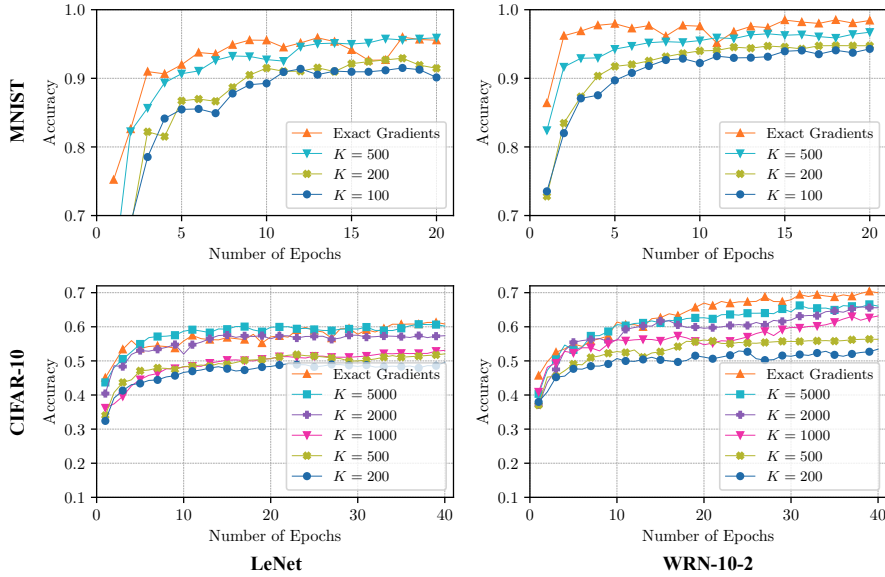 MNIST
Accuracy
1.0
0.9
0.8
0.7
0 5 10 15 20
Number of Epochs
Exact Gradients
K = 500
K = 200
K = 100
Accuracy
1.0
0.9
0.8
0.7
0 5 10 15 20
Number of Epochs
Exact Gradients
K = 500
K = 200
K = 100
CIFAR-10
Accuracy
0.7
0.6
0.5
0.4
0.3
0.2
0.1
0 10 20 30 40
Number of Epochs
Exact Gradients
K = 5000
K = 2000
K = 1000
K = 500
K = 200
LeNet
Accuracy
0.7
0.6
0.5
0.4
0.3
0.2
0.1
0 10 20 30 40
Number of Epochs
Exact Gradients
K = 5000
K = 2000
K = 1000
K = 500
K = 200
WRN-10-2